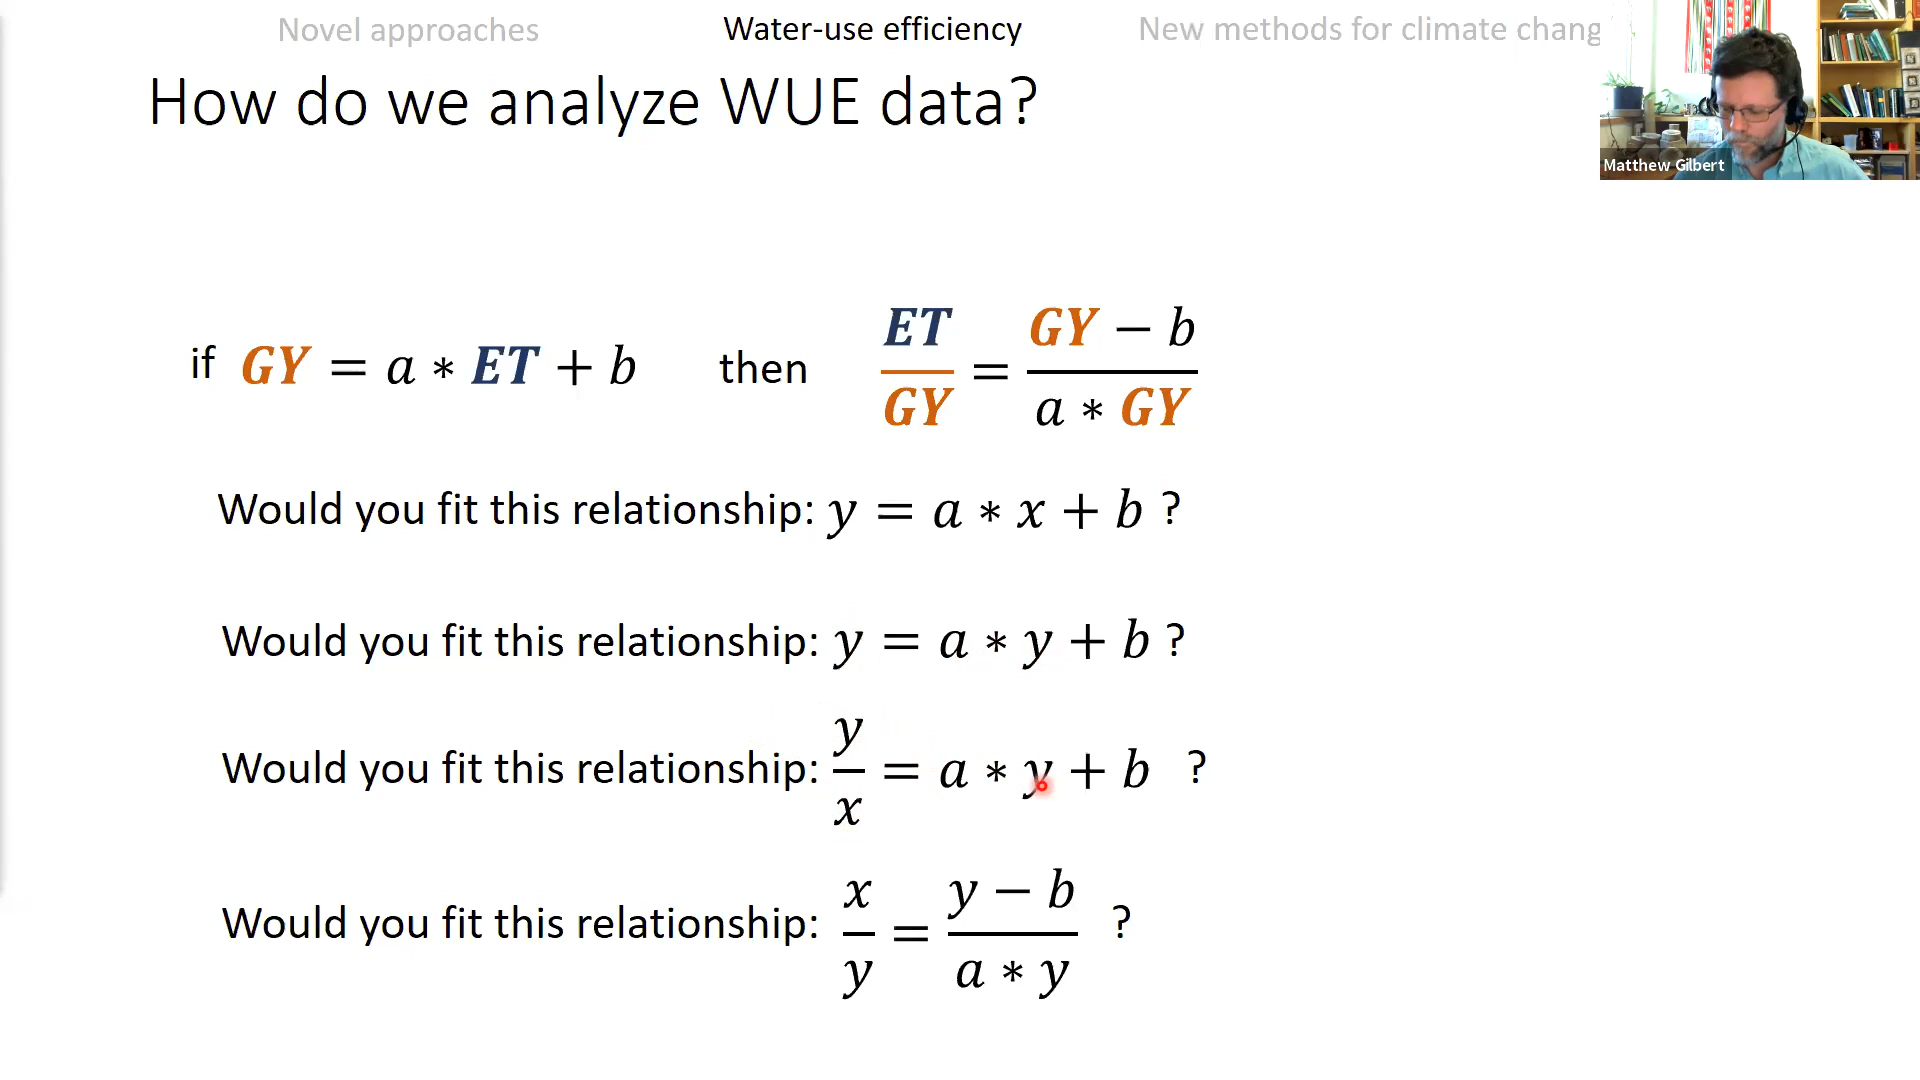 Novel approaches Water-use efficiency New methods for climate chang
How do we analyze WUE data?
Matthew Gilbert
if GY = a * ET + b then ET/GY = (GY − b)/(a * GY)
Would you fit this relationship: y = a * x + b ?
Would you fit this relationship: y = a * y + b ?
Would you fit this relationship: y/x = a * y + b ?
Would you fit this relationship: x/y = (y − b)/(a * y) ?